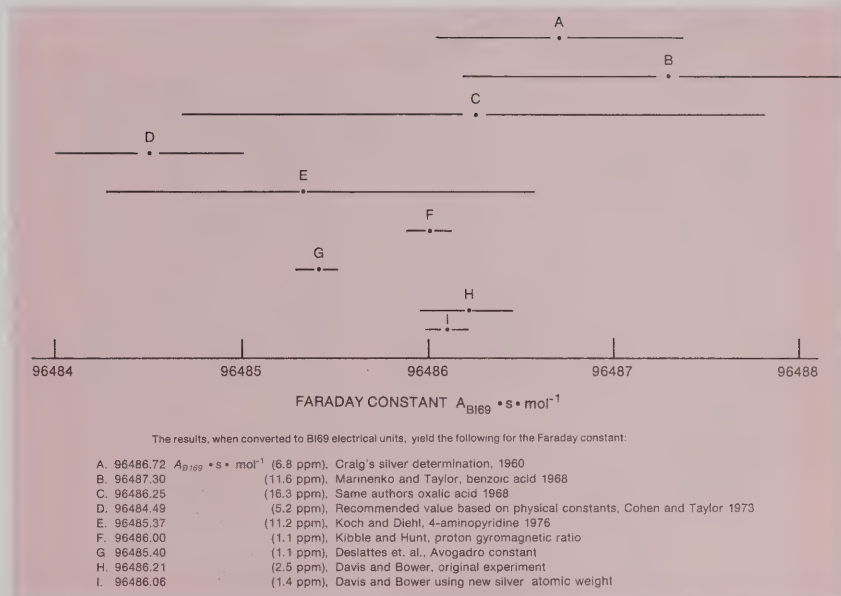 A
B
C
D
E
F
G
H
I
96484 96485 96486 96487 96488
FARADAY CONSTANT A_BI69 • s • mol⁻¹
The results, when converted to BI69 electrical units, yield the following for the Faraday constant:
A. 96486.72 A_BI69 • s • mol⁻¹ (6.8 ppm), Craig's silver determination, 1960
B. 96487.30 (11.6 ppm), Marinenko and Taylor, benzoic acid 1968
C. 96486.25 (16.3 ppm), Same authors oxalic acid 1968
D. 96484.49 (5.2 ppm), Recommended value based on physical constants, Cohen and Taylor 1973
E. 96485.37 (11.2 ppm), Koch and Diehl, 4-aminopyridine 1976
F. 96486.00 (1.1 ppm), Kibble and Hunt, proton gyromagnetic ratio
G 96485.40 (1.1 ppm), Deslattes et. al., Avogadro constant
H. 96486.21 (2.5 ppm), Davis and Bower, original experiment
I. 96486.06 (1.4 ppm), Davis and Bower using new silver atomic weight